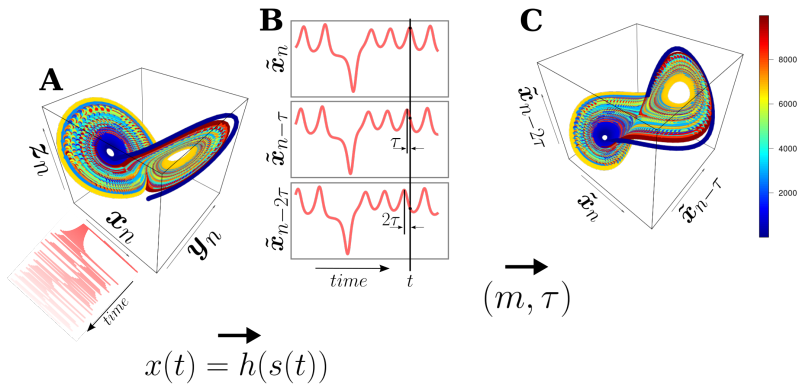 A
z_n
x_n
y_n
time
x(t) = h(s(t))
B
x̃_n
x̃_{n−τ}
τ
x̃_{n−2τ}
2τ
time
t
(m, τ)
C
x̃_{n−2τ}
x̃_n
x̃_{n−τ}
8000
6000
4000
2000